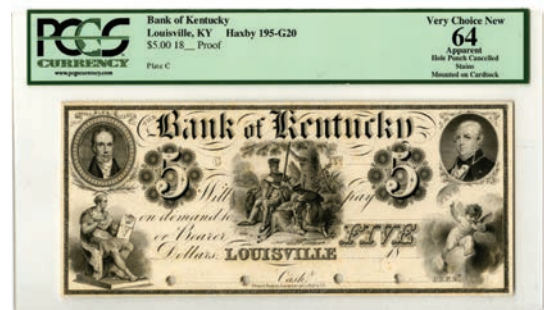 PCGS
CURRENCY
www.pcgscurrency.com
Bank of Kentucky
Louisville, KY Haxby 195-G20
$5.00 18__ Proof
Plate C
Very Choice New
64
Apparent
Hole Punch Cancelled
Stains
Mounted on Cardstock
Bank of Kentucky
5 5
Will pay
on demand to
or Bearer FIVE
Dollars. LOUISVILLE 18
Cash.r